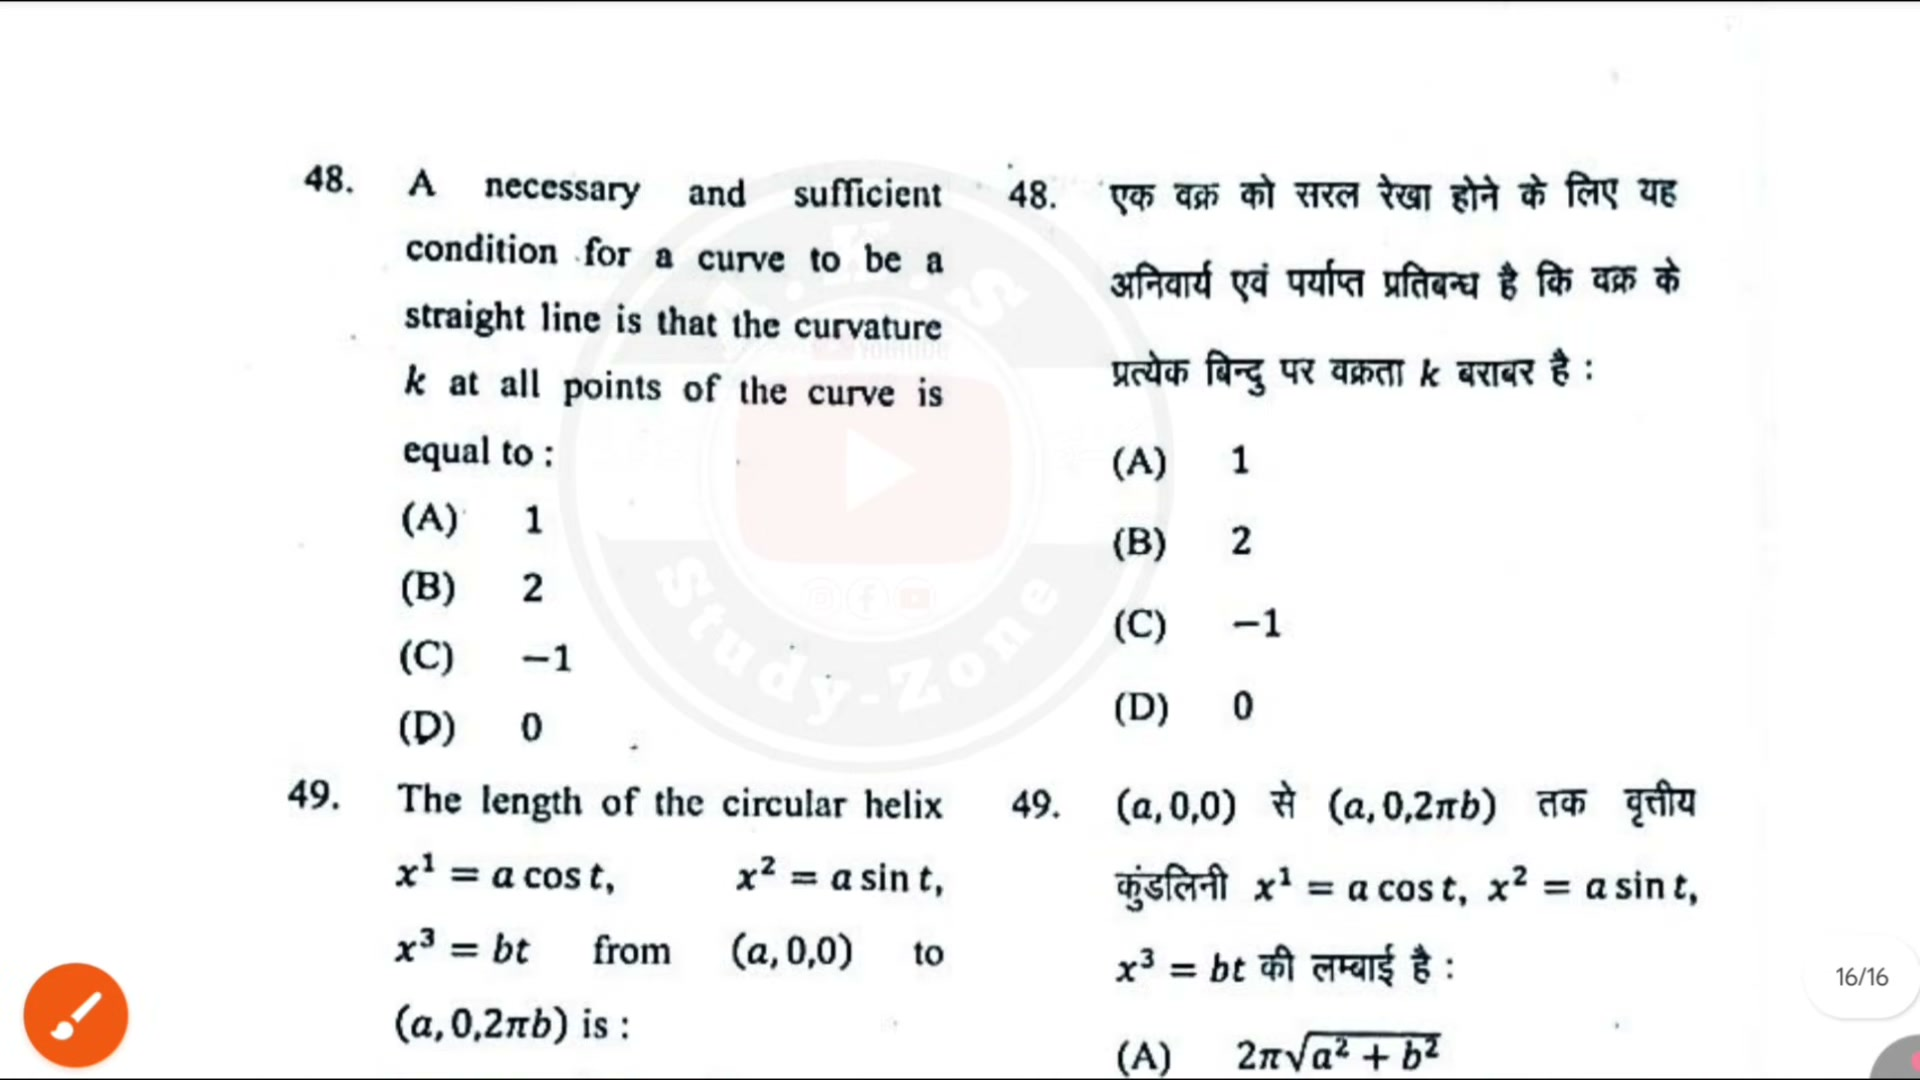 48. A necessary and sufficient
condition for a curve to be a
straight line is that the curvature
k at all points of the curve is
equal to :
(A) 1
(B) 2
(C) −1
(D) 0
49. The length of the circular helix
x¹ = a cos t, x² = a sin t,
x³ = bt from (a, 0,0) to
(a, 0,2πb) is :
48. एक वक्र को सरल रेखा होने के लिए यह
अनिवार्य एवं पर्याप्त प्रतिबन्ध है कि वक्र के
प्रत्येक बिन्दु पर वक्रता k बराबर है :
(A) 1
(B) 2
(C) −1
(D) 0
49. (a, 0,0) से (a, 0,2πb) तक वृत्तीय
कुंडलिनी x¹ = a cos t, x² = a sin t,
x³ = bt की लम्बाई है :
(A) 2π√a² + b²
Study-Zone
16/16